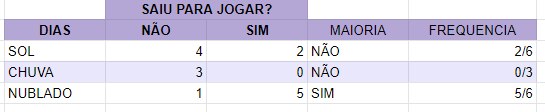 SAIU PARA JOGAR?
DIAS NÃO SIM MAIORIA FREQUENCIA
SOL 4 2 NÃO 2/6
CHUVA 3 0 NÃO 0/3
NUBLADO 1 5 SIM 5/6